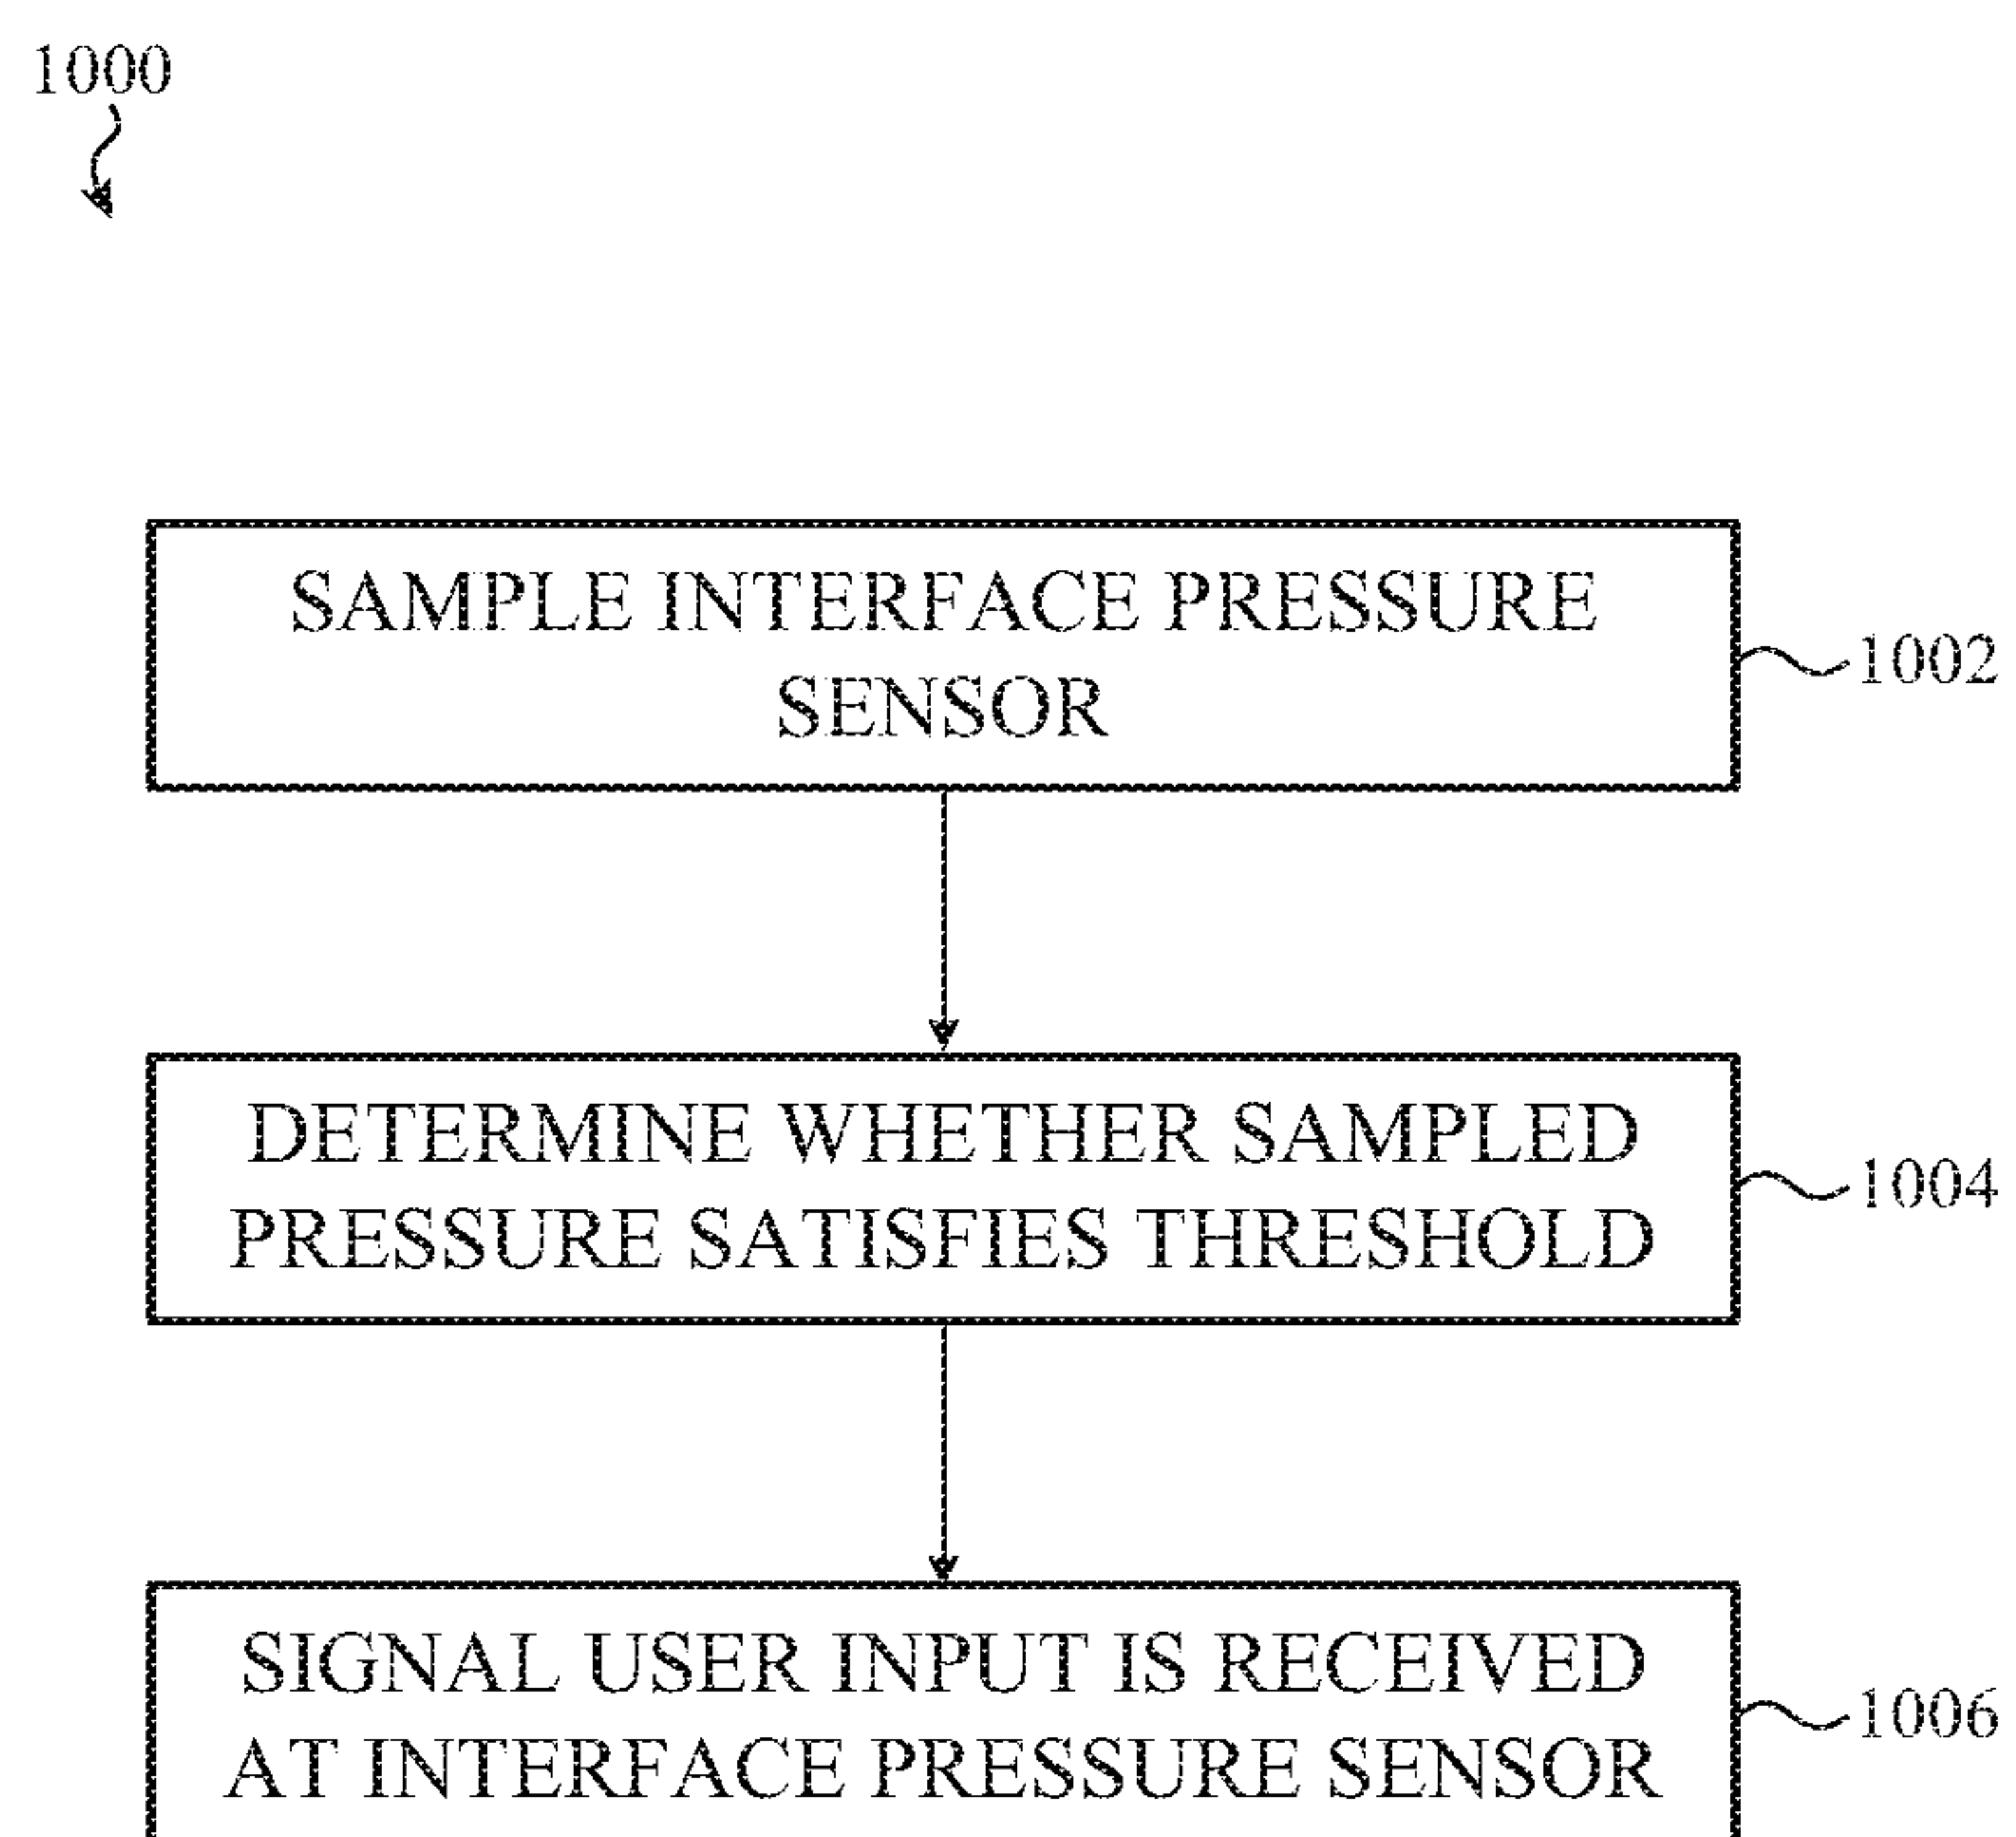 1000
SAMPLE INTERFACE PRESSURE
SENSOR
1002
DETERMINE WHETHER SAMPLED
PRESSURE SATISFIES THRESHOLD
1004
SIGNAL USER INPUT IS RECEIVED
AT INTERFACE PRESSURE SENSOR
1006